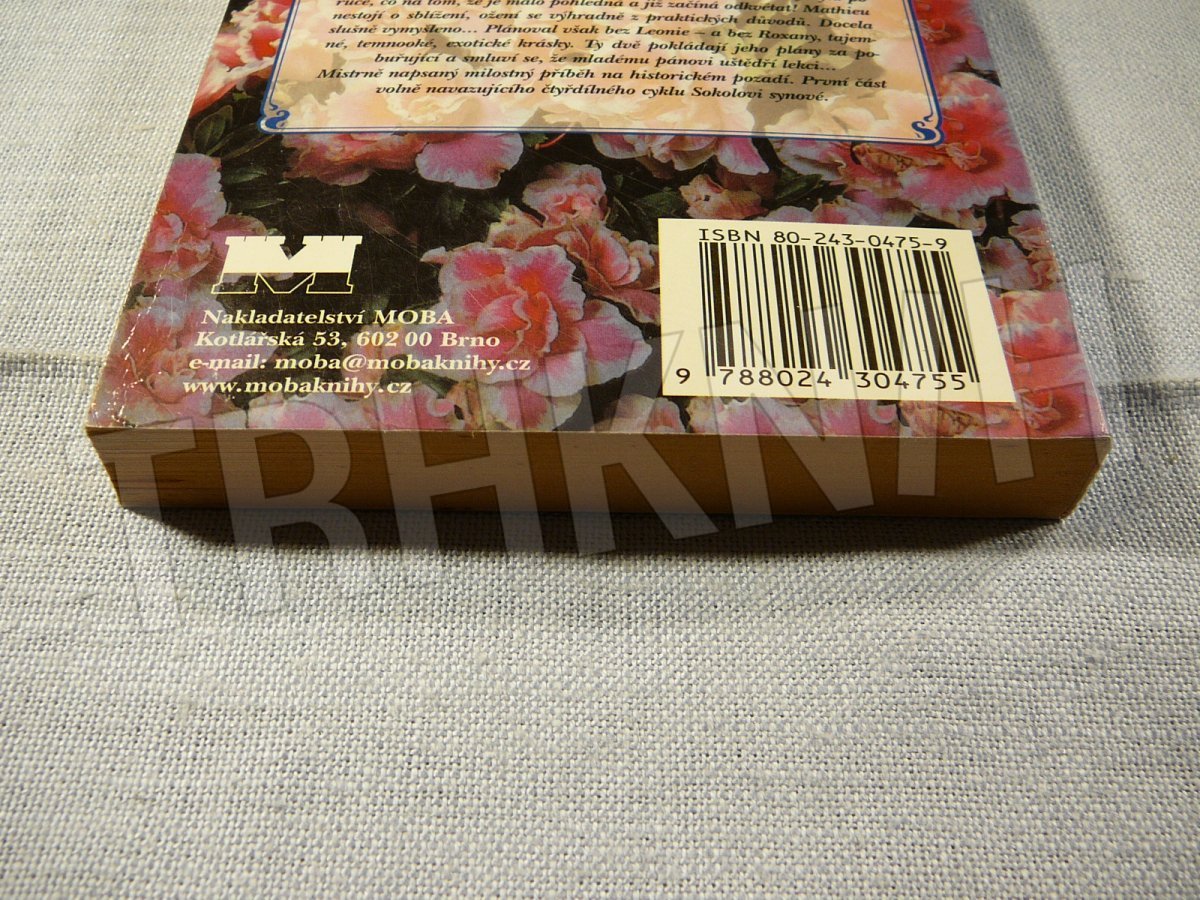 ruce, co na tom, že je málo pohledná a již začíná odkvétat! Mathieu
nestojí o sblížení, ožení se výhradně z praktických důvodů. Docela
slušně vymyšleno... Plánoval však bez Leonie – a bez Roxany, tajem-
né, temnooké, exotické krásky. Ty dvě pokládají jeho plány za po-
buřující a smluví se, že mladému pánovi uštědří lekci...
Mistrně napsaný milostný příběh na historickém pozadí. První část
volně navazujícího čtyřdílného cyklu Sokolovi synové.
M
Nakladatelství MOBA
Kotlářská 53, 602 00 Brno
e-mail: moba@mobaknihy.cz
www.mobaknihy.cz
ISBN 80-243-0475-9
9 788024 304755
TRHKNIH